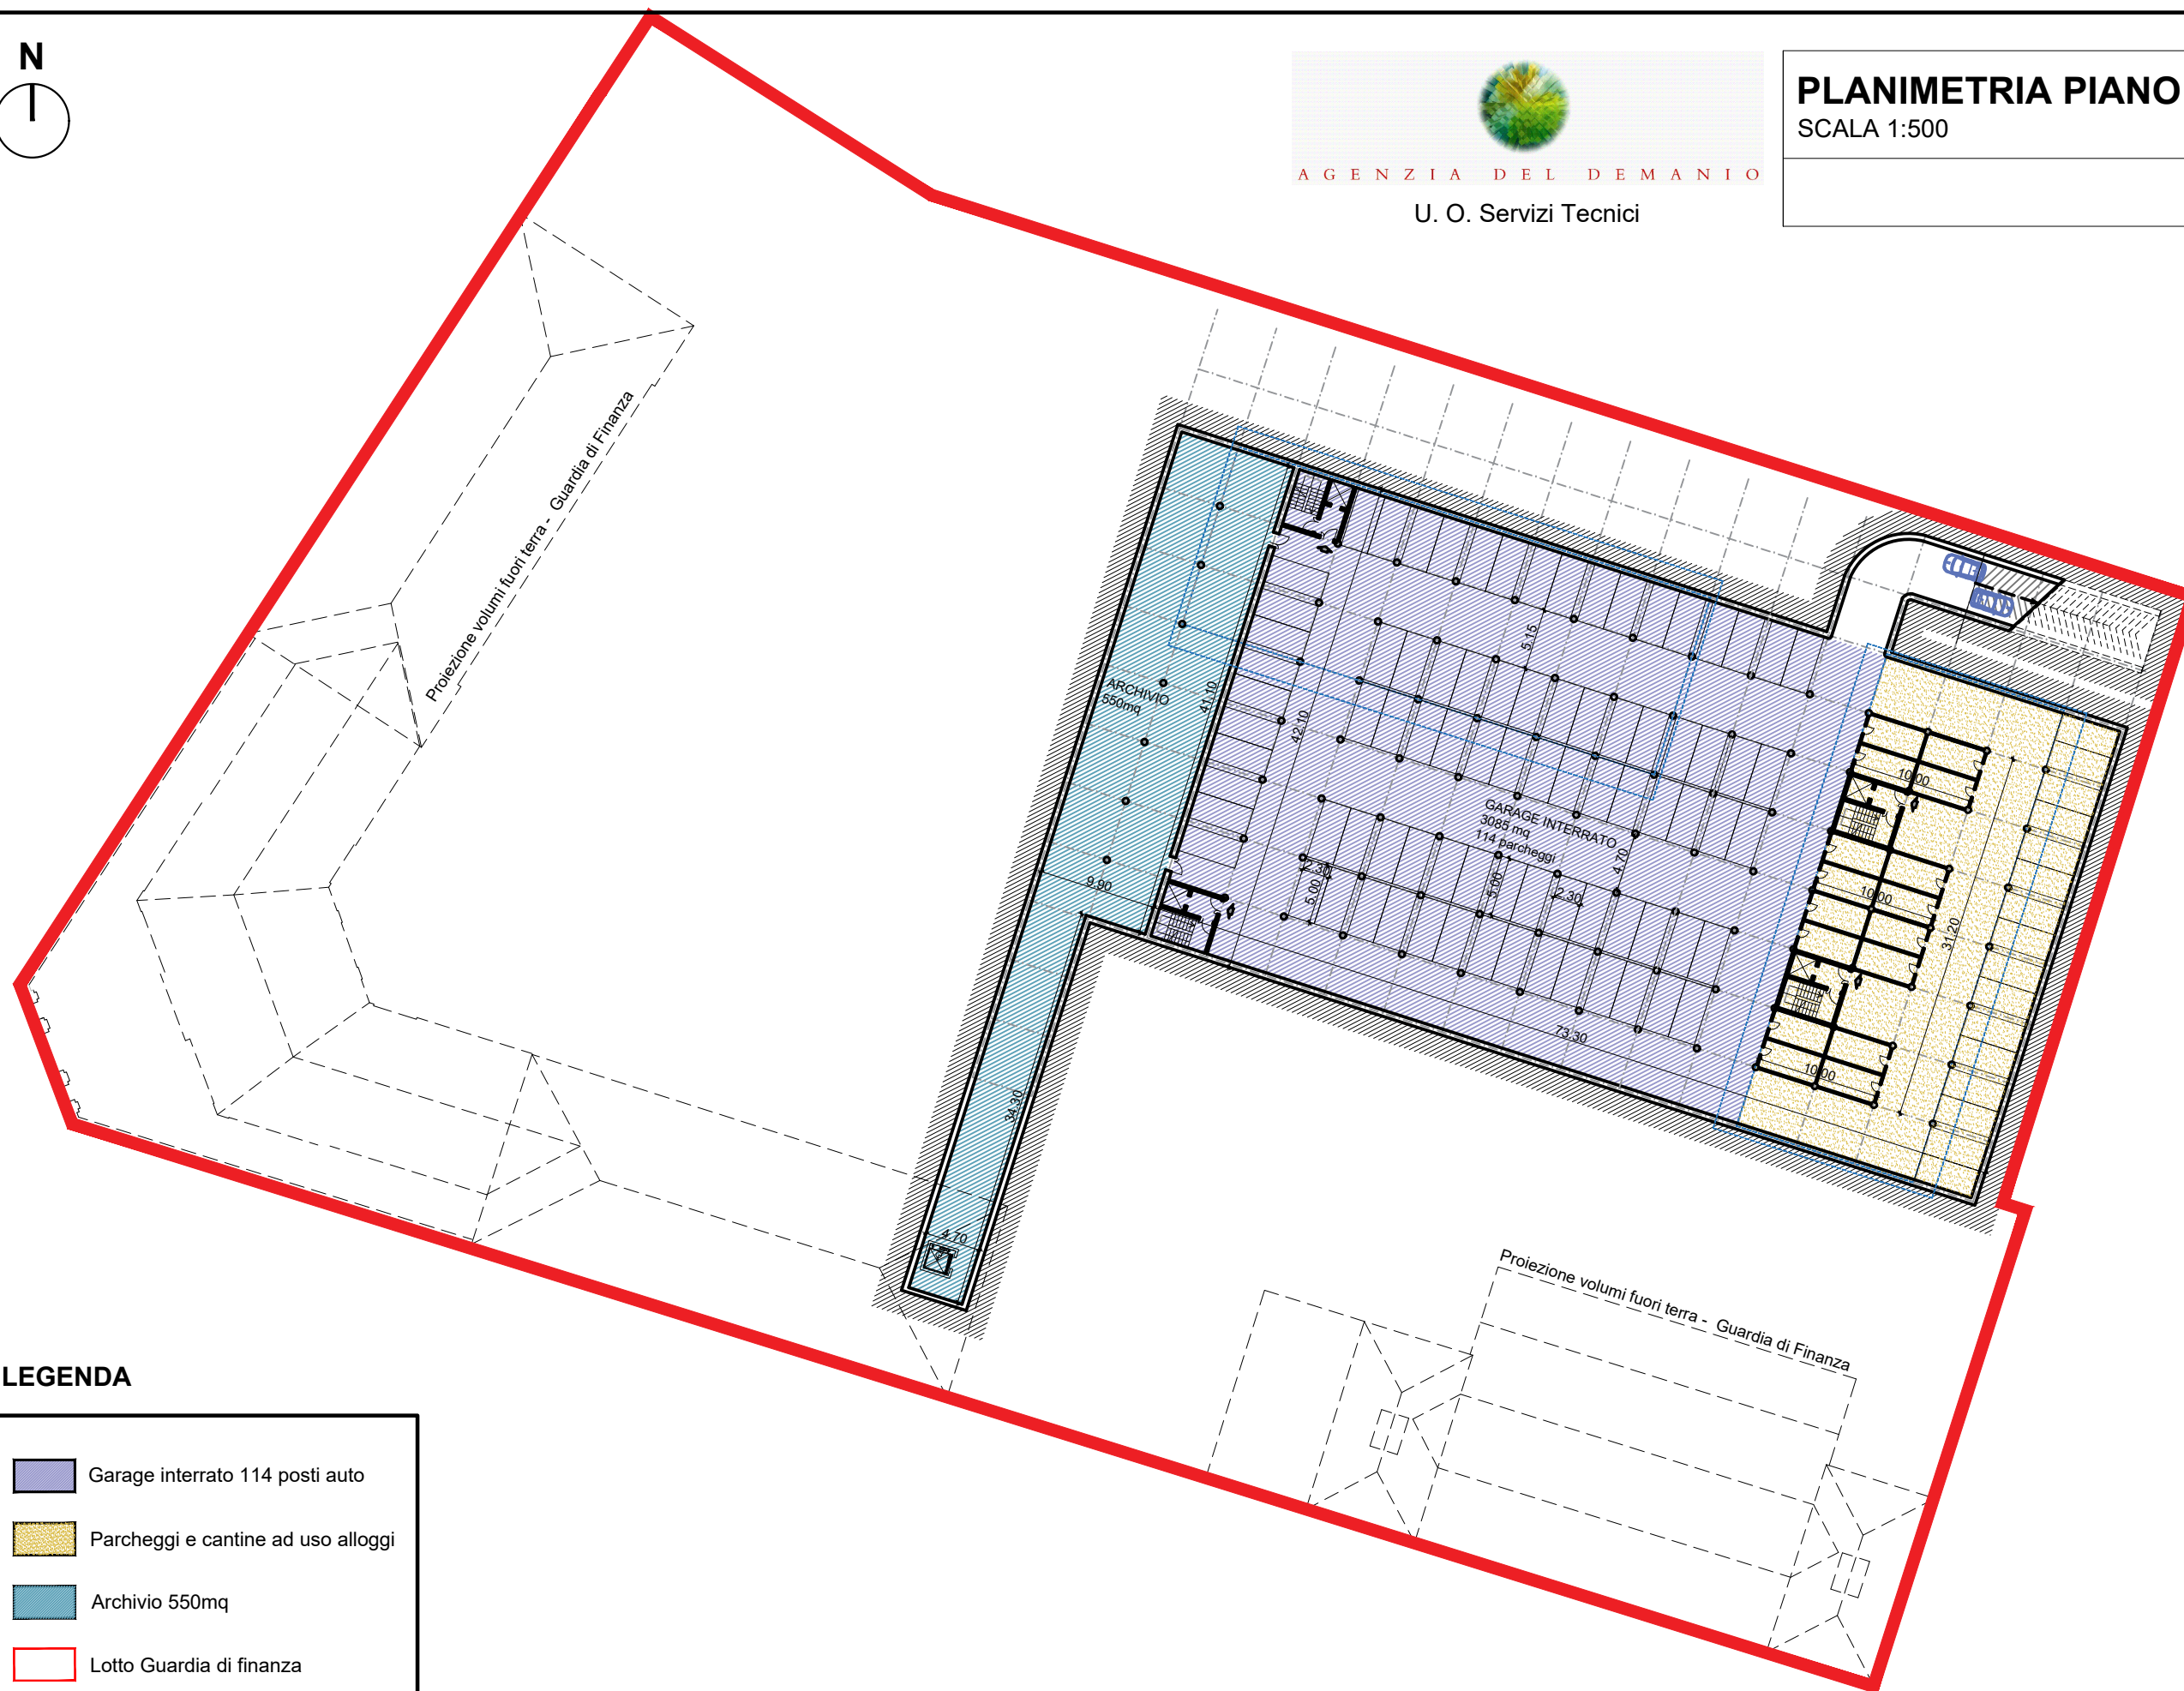 N
AGENZIA DEL DEMANIO
U. O. Servizi Tecnici
PLANIMETRIA PIANO
SCALA 1:500
Proiezione volumi fuori terra - Guardia di Finanza
ARCHIVIO
550mq
41.10
42.10
5.15
GARAGE INTERRATO
3085 mq
114 parcheggi
4.70
2.30
5.00
5.00
2.30
9.90
73.30
10.00
10.00
31.20
10.00
34.30
4.70
Proiezione volumi fuori terra - Guardia di Finanza
LEGENDA
Garage interrato 114 posti auto
Parcheggi e cantine ad uso alloggi
Archivio 550mq
Lotto Guardia di finanza